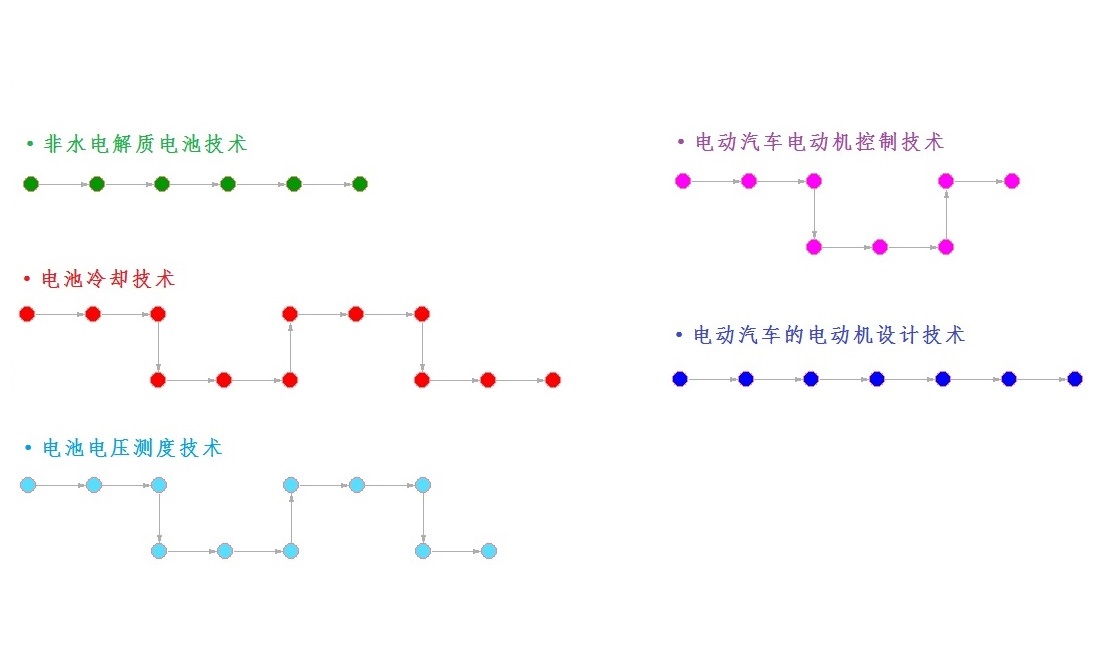 • 非水电解质电池技术
• 电池冷却技术
• 电池电压测度技术
• 电动汽车电动机控制技术
• 电动汽车的电动机设计技术